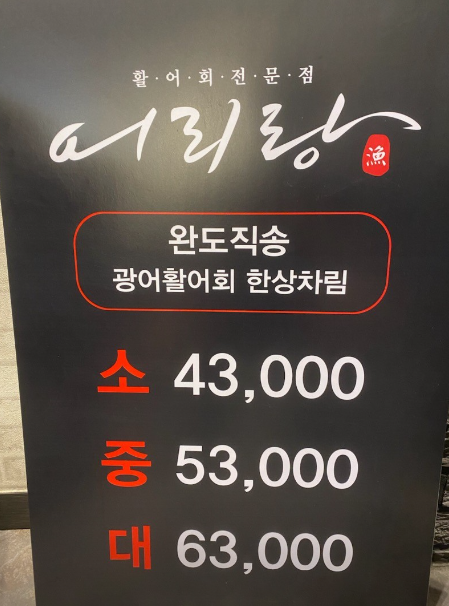 활·어·회·전·문·점
어리랑 漁
완도직송
광어활어회 한상차림
소 43,000
중 53,000
대 63,000